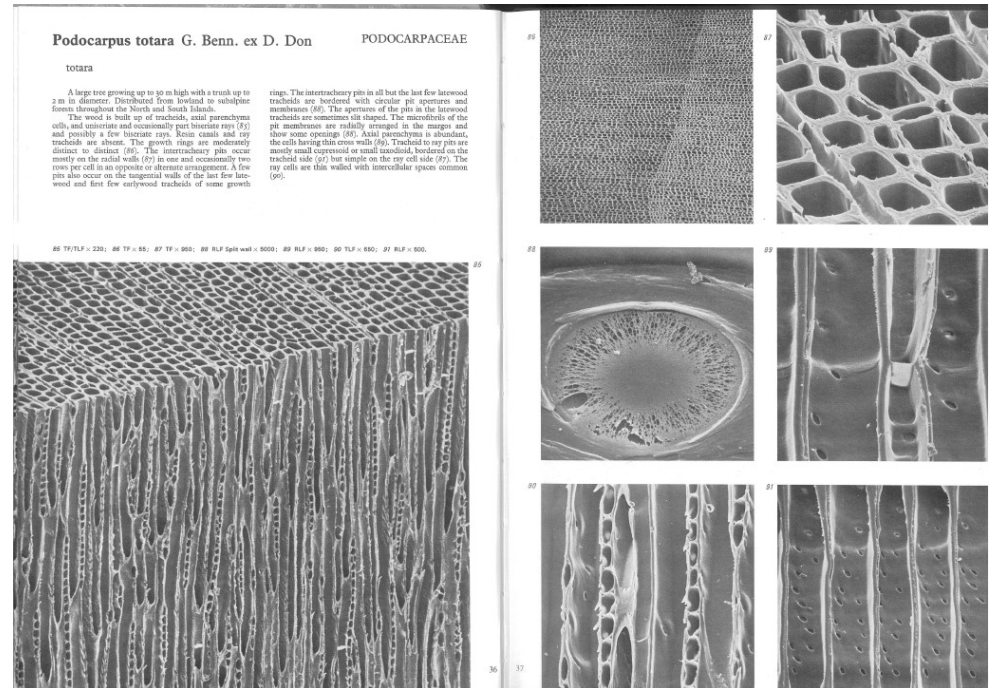 Podocarpus totara G. Benn. ex D. Don
PODOCARPACEAE
totara
A large tree growing up to 30 m high with a trunk up to
2 m in diameter. Distributed from lowland to subalpine
forests throughout the North and South Islands.
The wood is built up of tracheids, axial parenchyma
cells, and uniseriate and occasionally part biseriate rays (85)
and possibly a few biseriate rays. Resin canals and ray
tracheids are absent. The growth rings are moderately
distinct to distinct (86). The intertracheary pits occur
mostly on the radial walls (87) in one and occasionally two
rows per cell in an opposite or alternate arrangement. A few
pits also occur on the tangential walls of the last few late-
wood and first few earlywood tracheids of some growth
rings. The intertracheary pits in all but the last few latewood
tracheids are bordered with circular pit apertures and
membranes (88). The apertures of the pits in the latewood
tracheids are sometimes slit shaped. The microfibrils of the
pit membranes are radially arranged in the margos and
show some openings (88). Axial parenchyma is abundant,
the cells having thin cross walls (89). Tracheid to ray pits are
mostly small cupressoid or small taxodioid, bordered on the
tracheid side (91) but simple on the ray cell side (87). The
ray cells are thin walled with intercellular spaces common
(90).
85 TF/TLF × 220; 86 TF × 55; 87 TF × 950; 88 RLF Split wall × 5000; 89 RLF × 950; 90 TLF × 550; 91 RLF × 500.
85
36
86
87
88
89
90
91
37